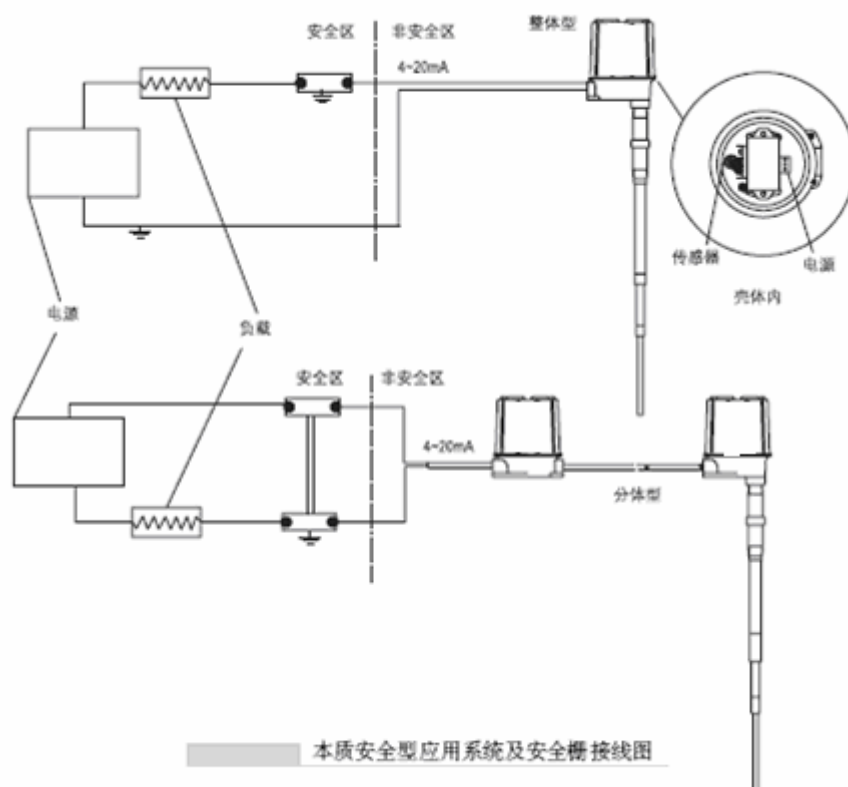 安全区
非安全区
整体型
4~20mA
传感器
电源
壳体内
电源
负载
安全区
非安全区
4~20mA
分体型
本质安全型应用系统及安全栅接线图